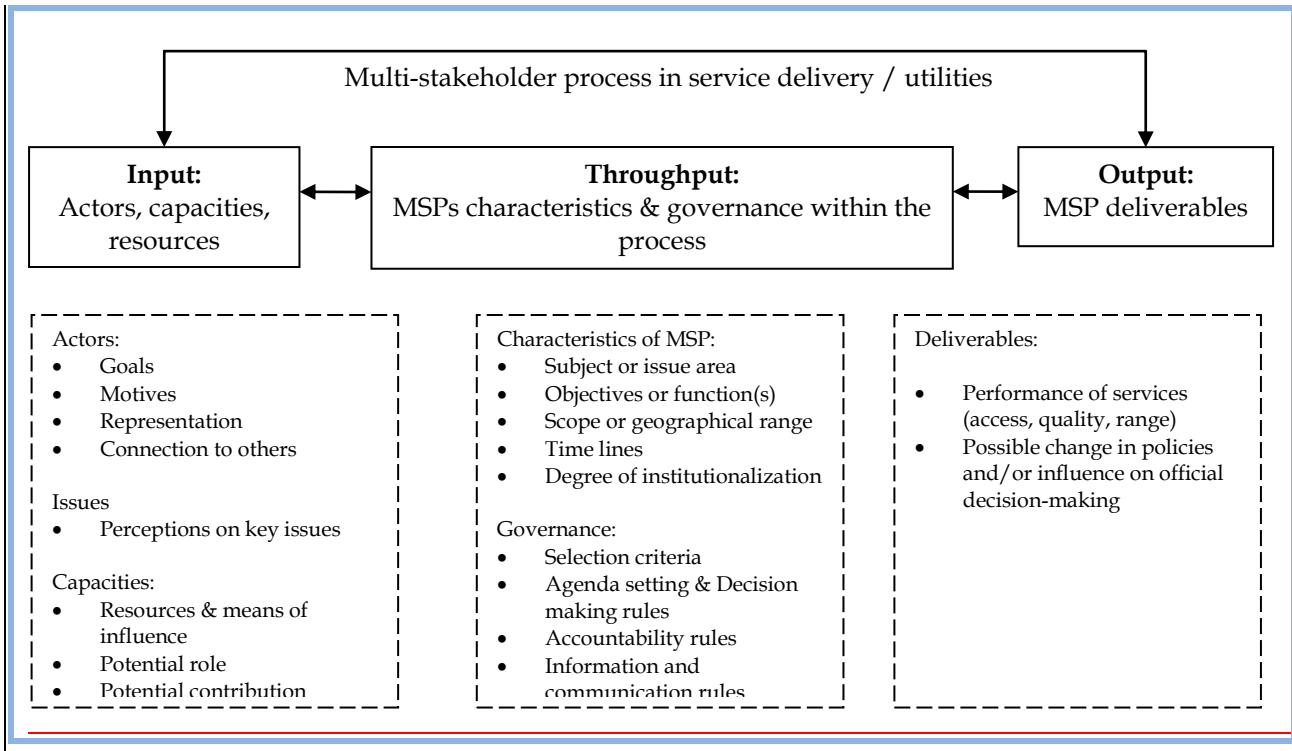 Multi-stakeholder process in service delivery / utilities
Input:
Actors, capacities,
resources
Throughput:
MSPs characteristics & governance within the
process
Output:
MSP deliverables
Actors:
• Goals
• Motives
• Representation
• Connection to others
Issues
• Perceptions on key issues
Capacities:
• Resources & means of
influence
• Potential role
• Potential contribution
Characteristics of MSP:
• Subject or issue area
• Objectives or function(s)
• Scope or geographical range
• Time lines
• Degree of institutionalization
Governance:
• Selection criteria
• Agenda setting & Decision
making rules
• Accountability rules
• Information and
communication rules
Deliverables:
• Performance of services
(access, quality, range)
• Possible change in policies
and/or influence on official
decision-making